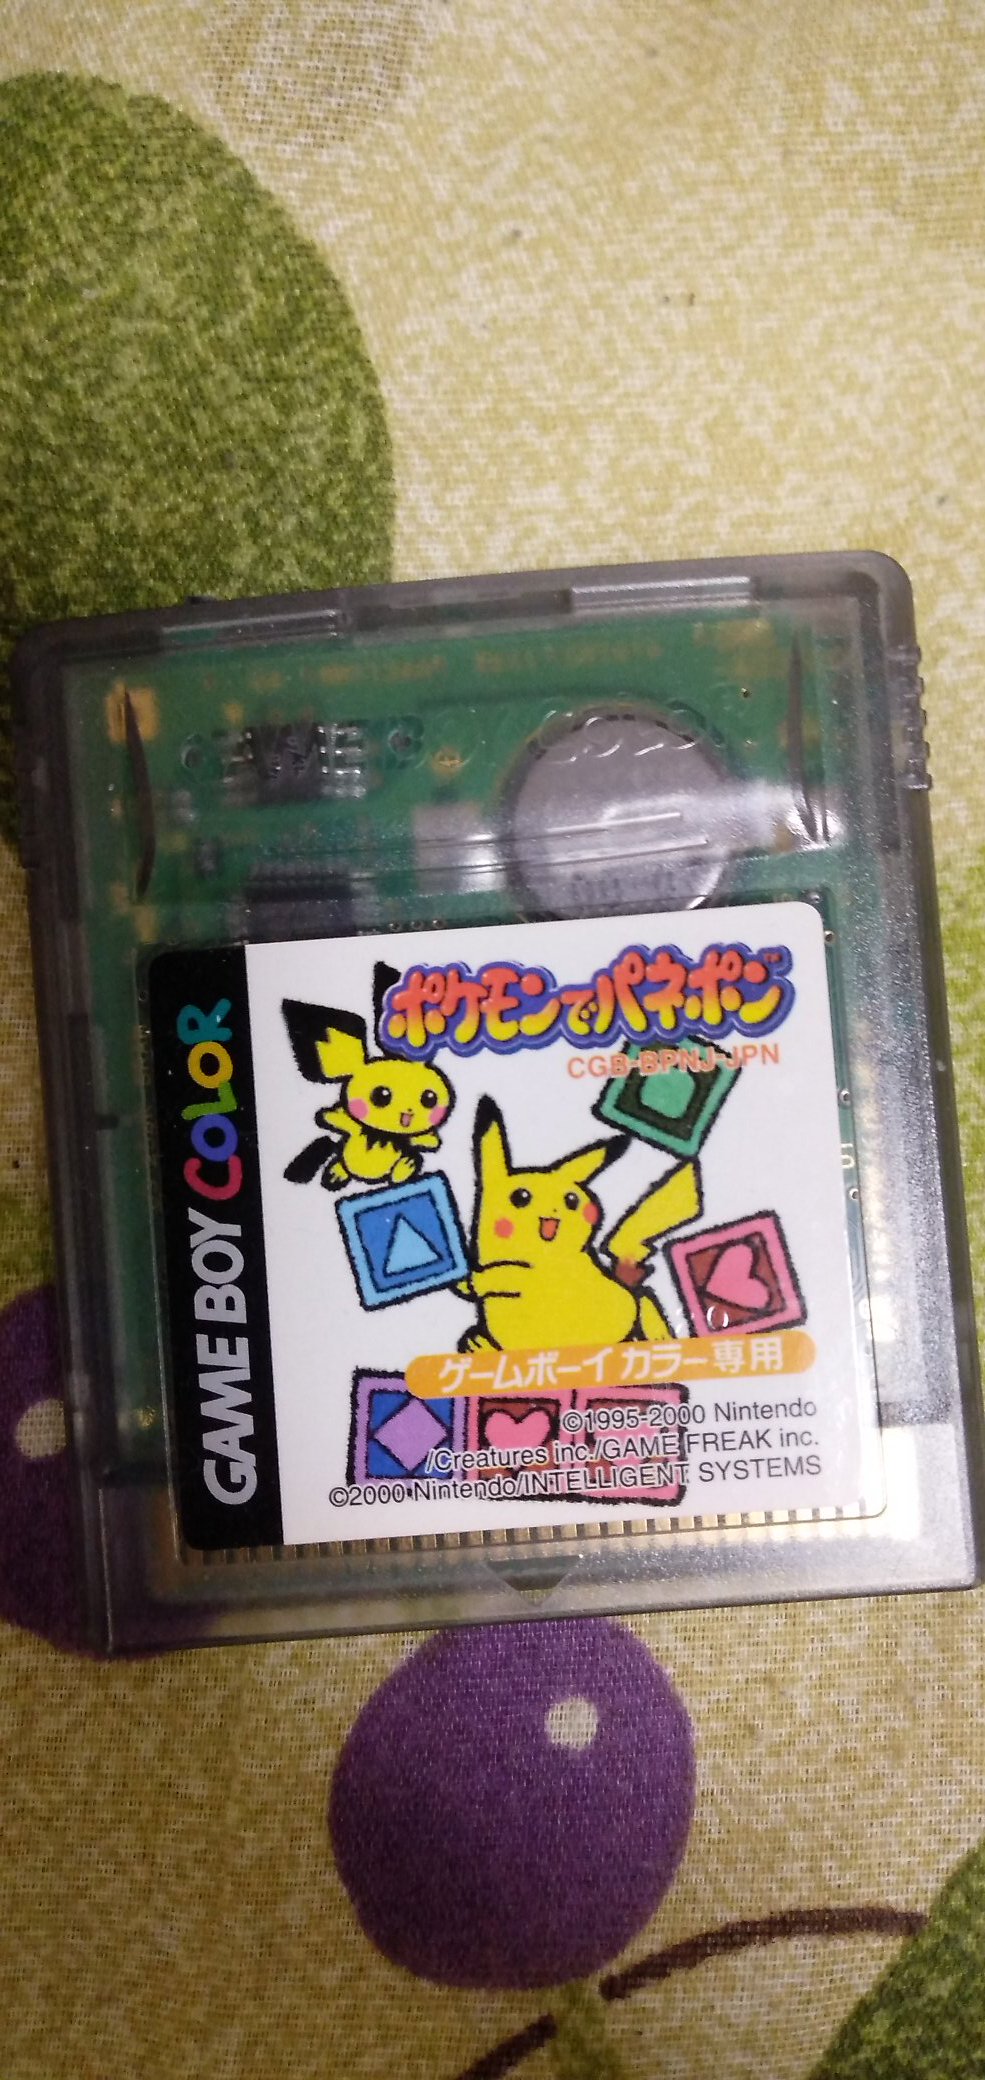 GAME BOY COLOR
ポケモンでパネポン™
CGB-BPNJ-JPN
ゲームボーイ カラー専用
©1995-2000 Nintendo
/Creatures inc./GAME FREAK inc.
©2000 Nintendo/INTELLIGENT SYSTEMS